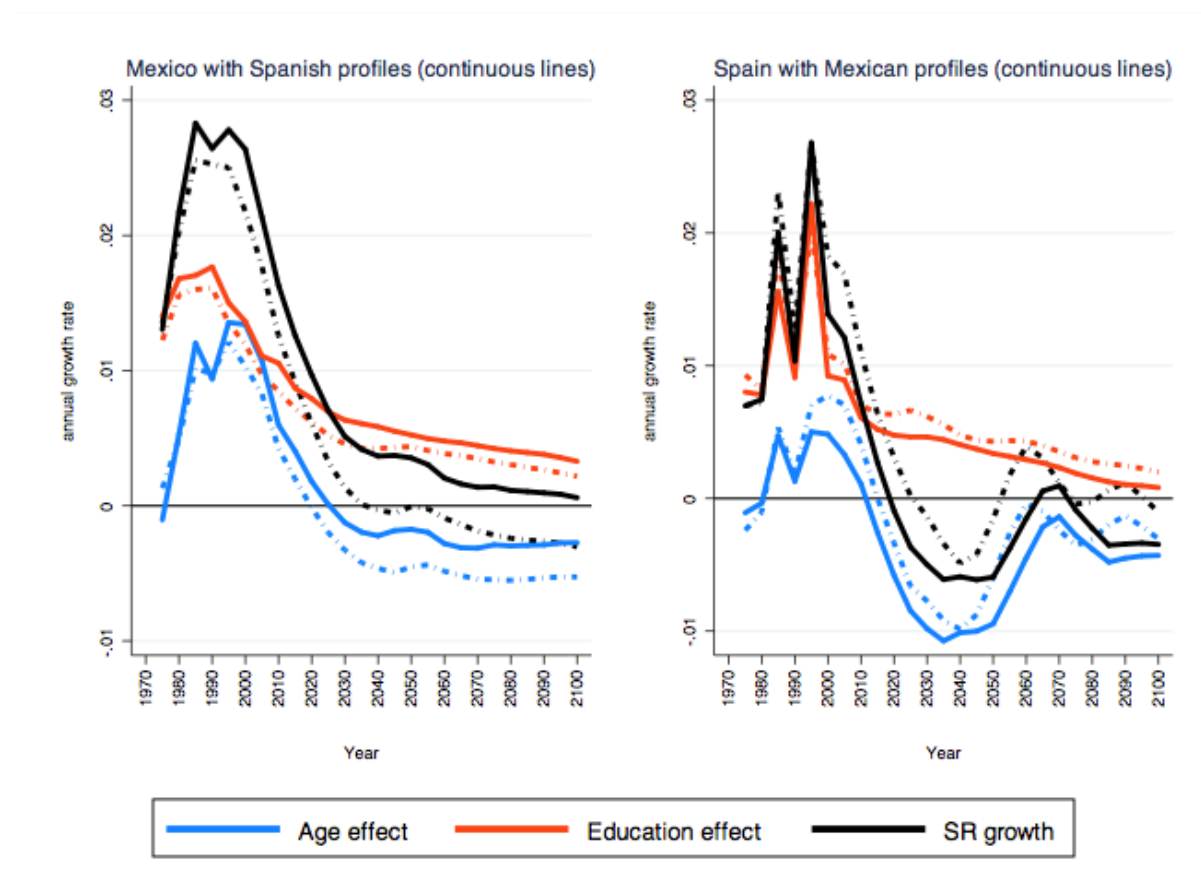 Mexico with Spanish profiles (continuous lines)
annual growth rate
.03
.02
.01
0
-.01
1970 1980 1990 2000 2010 2020 2030 2040 2050 2060 2070 2080 2090 2100
Year
Spain with Mexican profiles (continuous lines)
annual growth rate
.03
.02
.01
0
-.01
1970 1980 1990 2000 2010 2020 2030 2040 2050 2060 2070 2080 2090 2100
Year
Age effect Education effect SR growth